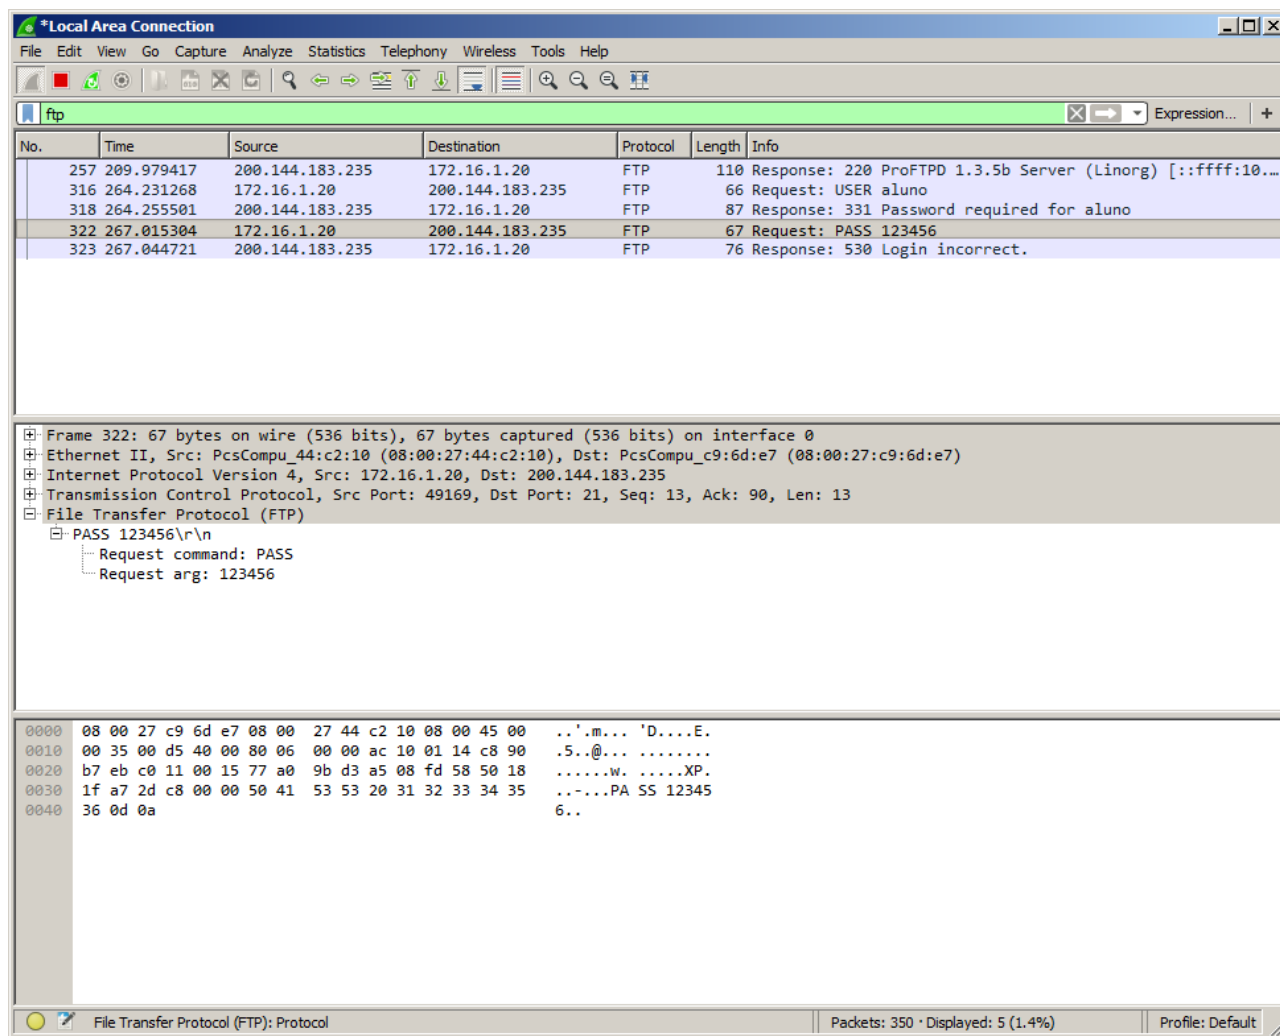 *Local Area Connection
File Edit View Go Capture Analyze Statistics Telephony Wireless Tools Help
ftp Expression... +
No. Time Source Destination Protocol Length Info
257 209.979417 200.144.183.235 172.16.1.20 FTP 110 Response: 220 ProFTPD 1.3.5b Server (Linorg) [::ffff:10....
316 264.231268 172.16.1.20 200.144.183.235 FTP 66 Request: USER aluno
318 264.255501 200.144.183.235 172.16.1.20 FTP 87 Response: 331 Password required for aluno
322 267.015304 172.16.1.20 200.144.183.235 FTP 67 Request: PASS 123456
323 267.044721 200.144.183.235 172.16.1.20 FTP 76 Response: 530 Login incorrect.
Frame 322: 67 bytes on wire (536 bits), 67 bytes captured (536 bits) on interface 0
Ethernet II, Src: PcsCompu_44:c2:10 (08:00:27:44:c2:10), Dst: PcsCompu_c9:6d:e7 (08:00:27:c9:6d:e7)
Internet Protocol Version 4, Src: 172.16.1.20, Dst: 200.144.183.235
Transmission Control Protocol, Src Port: 49169, Dst Port: 21, Seq: 13, Ack: 90, Len: 13
File Transfer Protocol (FTP)
PASS 123456\r\n
Request command: PASS
Request arg: 123456
0000 08 00 27 c9 6d e7 08 00 27 44 c2 10 08 00 45 00 ..'.m... 'D....E.
0010 00 35 00 d5 40 00 80 06 00 00 ac 10 01 14 c8 90 .5..@... ........
0020 b7 eb c0 11 00 15 77 a0 9b d3 a5 08 fd 58 50 18 ......w. .....XP.
0030 1f a7 2d c8 00 00 50 41 53 53 20 31 32 33 34 35 ..-...PA SS 12345
0040 36 0d 0a 6..
File Transfer Protocol (FTP): Protocol Packets: 350 · Displayed: 5 (1.4%) Profile: Default